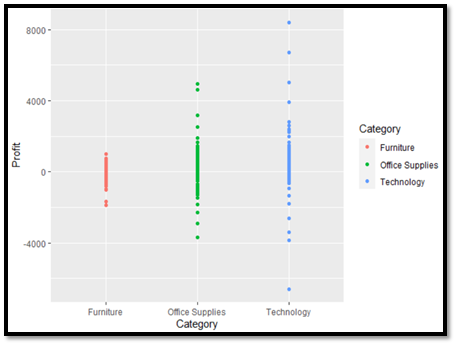 8000
4000
0
-4000
Profit
Furniture
Office Supplies
Technology
Category
Category
Furniture
Office Supplies
Technology